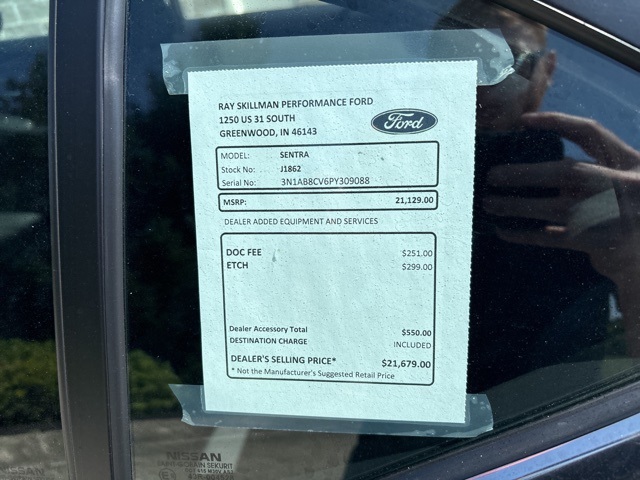 RAY SKILLMAN PERFORMANCE FORD
1250 US 31 SOUTH
GREENWOOD, IN 46143
Ford
MODEL: SENTRA
Stock No: J1862
Serial No: 3N1AB8CV6PY309088
MSRP: 21,129.00
DEALER ADDED EQUIPMENT AND SERVICES
DOC FEE $251.00
ETCH $299.00
Dealer Accessory Total $550.00
DESTINATION CHARGE INCLUDED
DEALER'S SELLING PRICE* $21,679.00
* Not the Manufacturer's Suggested Retail Price
NISSAN
NISSAN